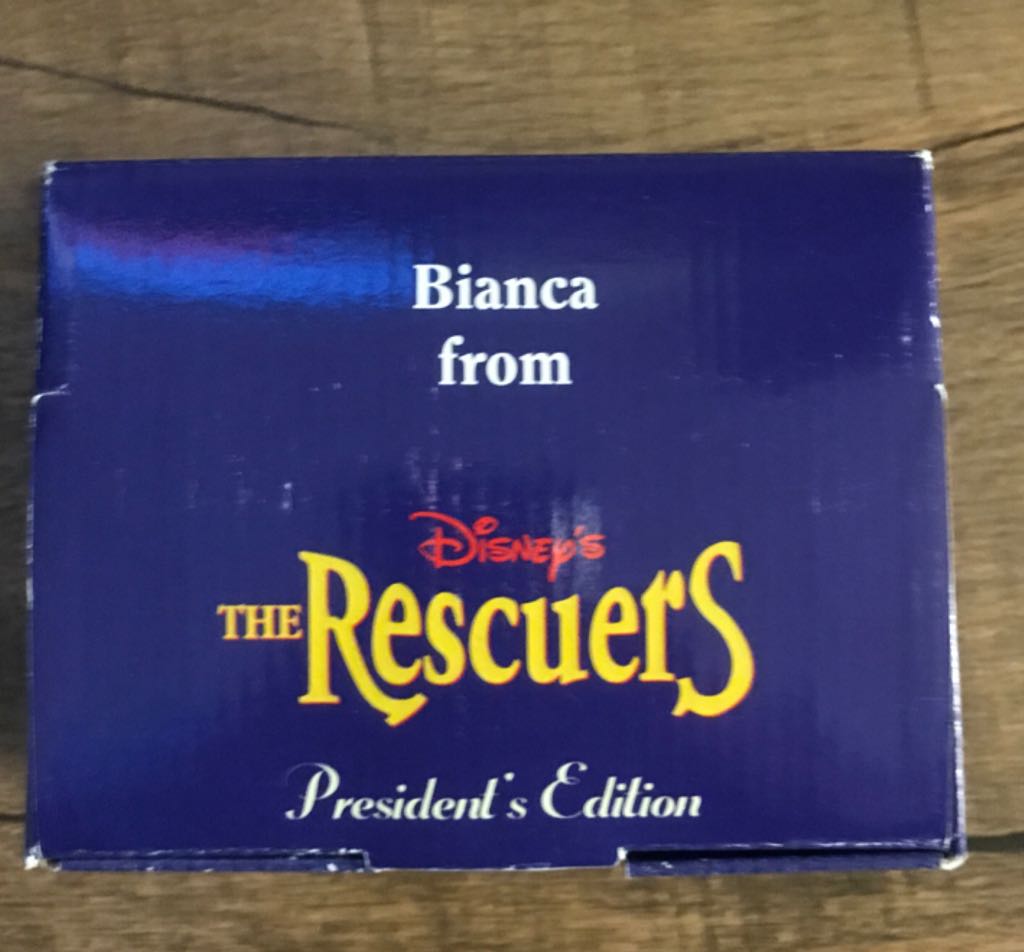 Bianca
from
Disney's
THE Rescuers
President's Edition